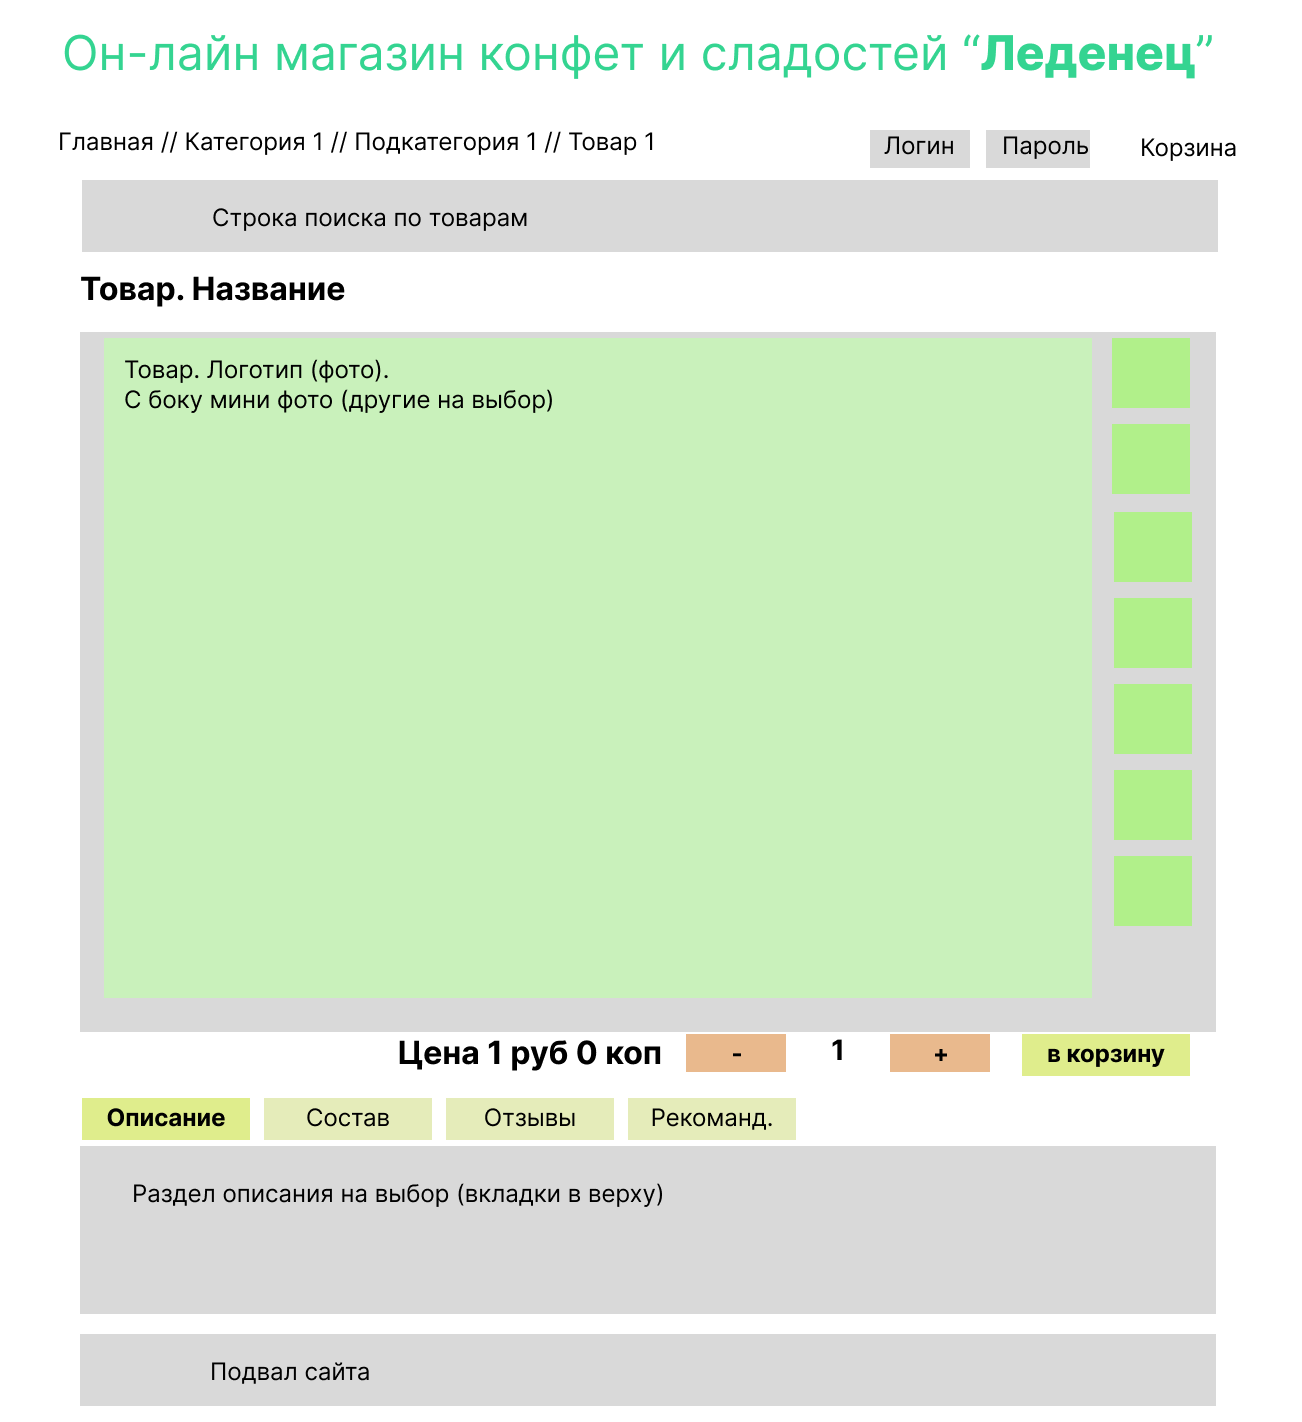 Он-лайн магазин конфет и сладостей “Леденец”
Главная // Категория 1 // Подкатегория 1 // Товар 1
Логин
Пароль
Корзина
Строка поиска по товарам
Товар. Название
Товар. Логотип (фото).
С боку мини фото (другие на выбор)
Цена 1 руб 0 коп
-
1
+
в корзину
Описание
Состав
Отзывы
Рекоманд.
Раздел описания на выбор (вкладки в верху)
Подвал сайта